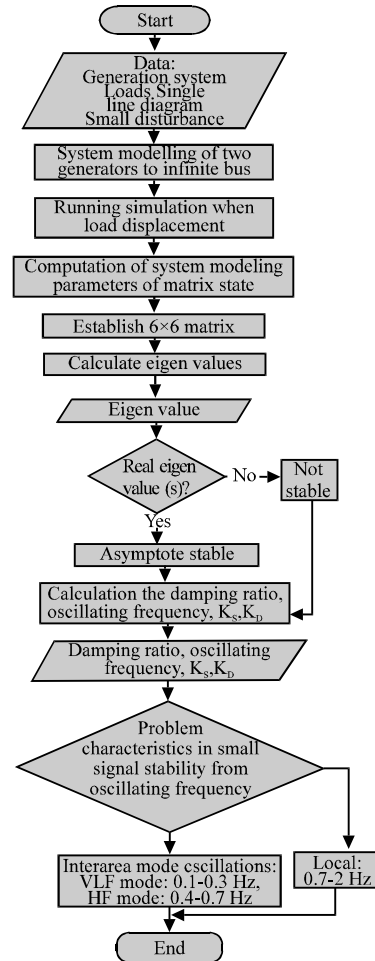 Start
Data:
Generation system
Loads Single
line diagram
Small disturbance
System modelling of two
generators to infinite bus
Running simulation when
load displacement
Computation of system modeling
parameters of matrix state
Establish 6×6 matrix
Calculate eigen values
Eigen value
Real eigen
value (s)?
No
Not
stable
Yes
Asymptote stable
Calculation the damping ratio,
oscillating frequency, K_S,K_D
Damping ratio, oscillating
frequency, K_S,K_D
Problem
characteristics in small
signal stability from
oscillating frequency
Interarea mode cscillations:
VLF mode: 0.1-0.3 Hz,
HF mode: 0.4-0.7 Hz
Local:
0.7-2 Hz
End